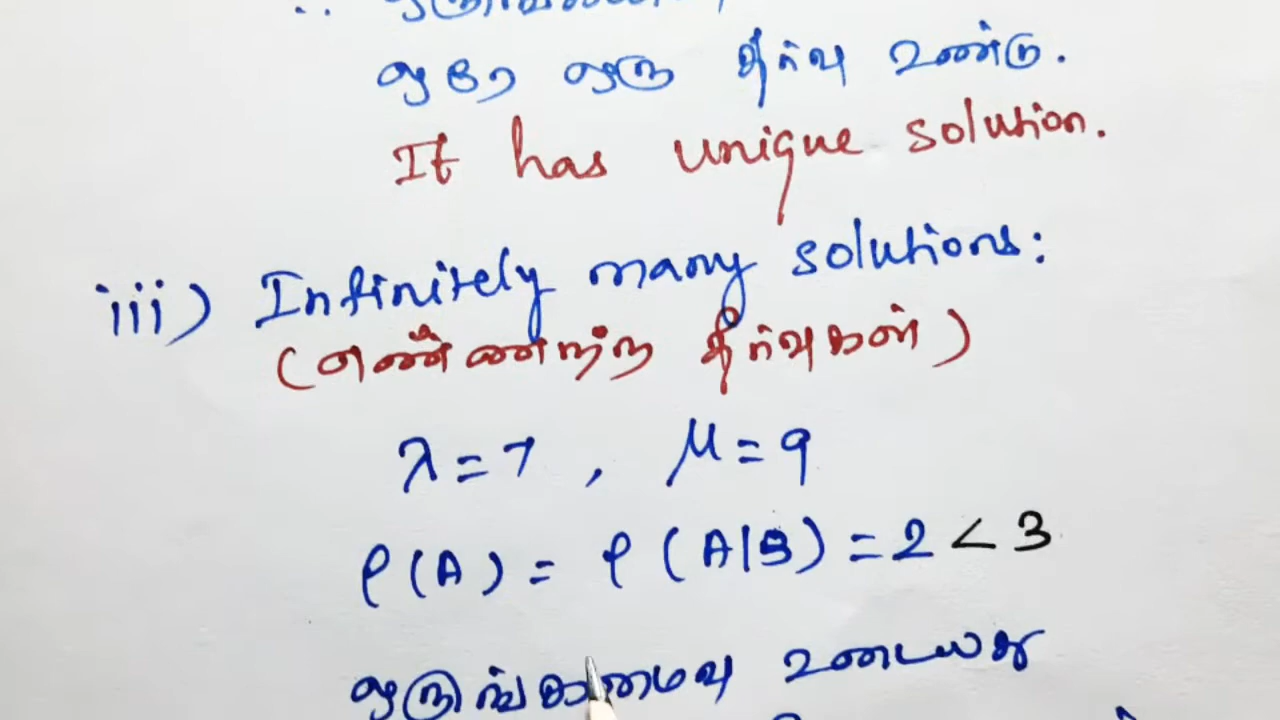 ∴
ஒரே ஒரு தீர்வு உண்டு.
It has unique solution.
iii) Infinitely many solutions:
(எண்ணற்ற தீர்வுகள்)
λ = 7 , μ = 9
ρ(A) = ρ(A|B) = 2 < 3
ஒருங்கமைவு உடையது